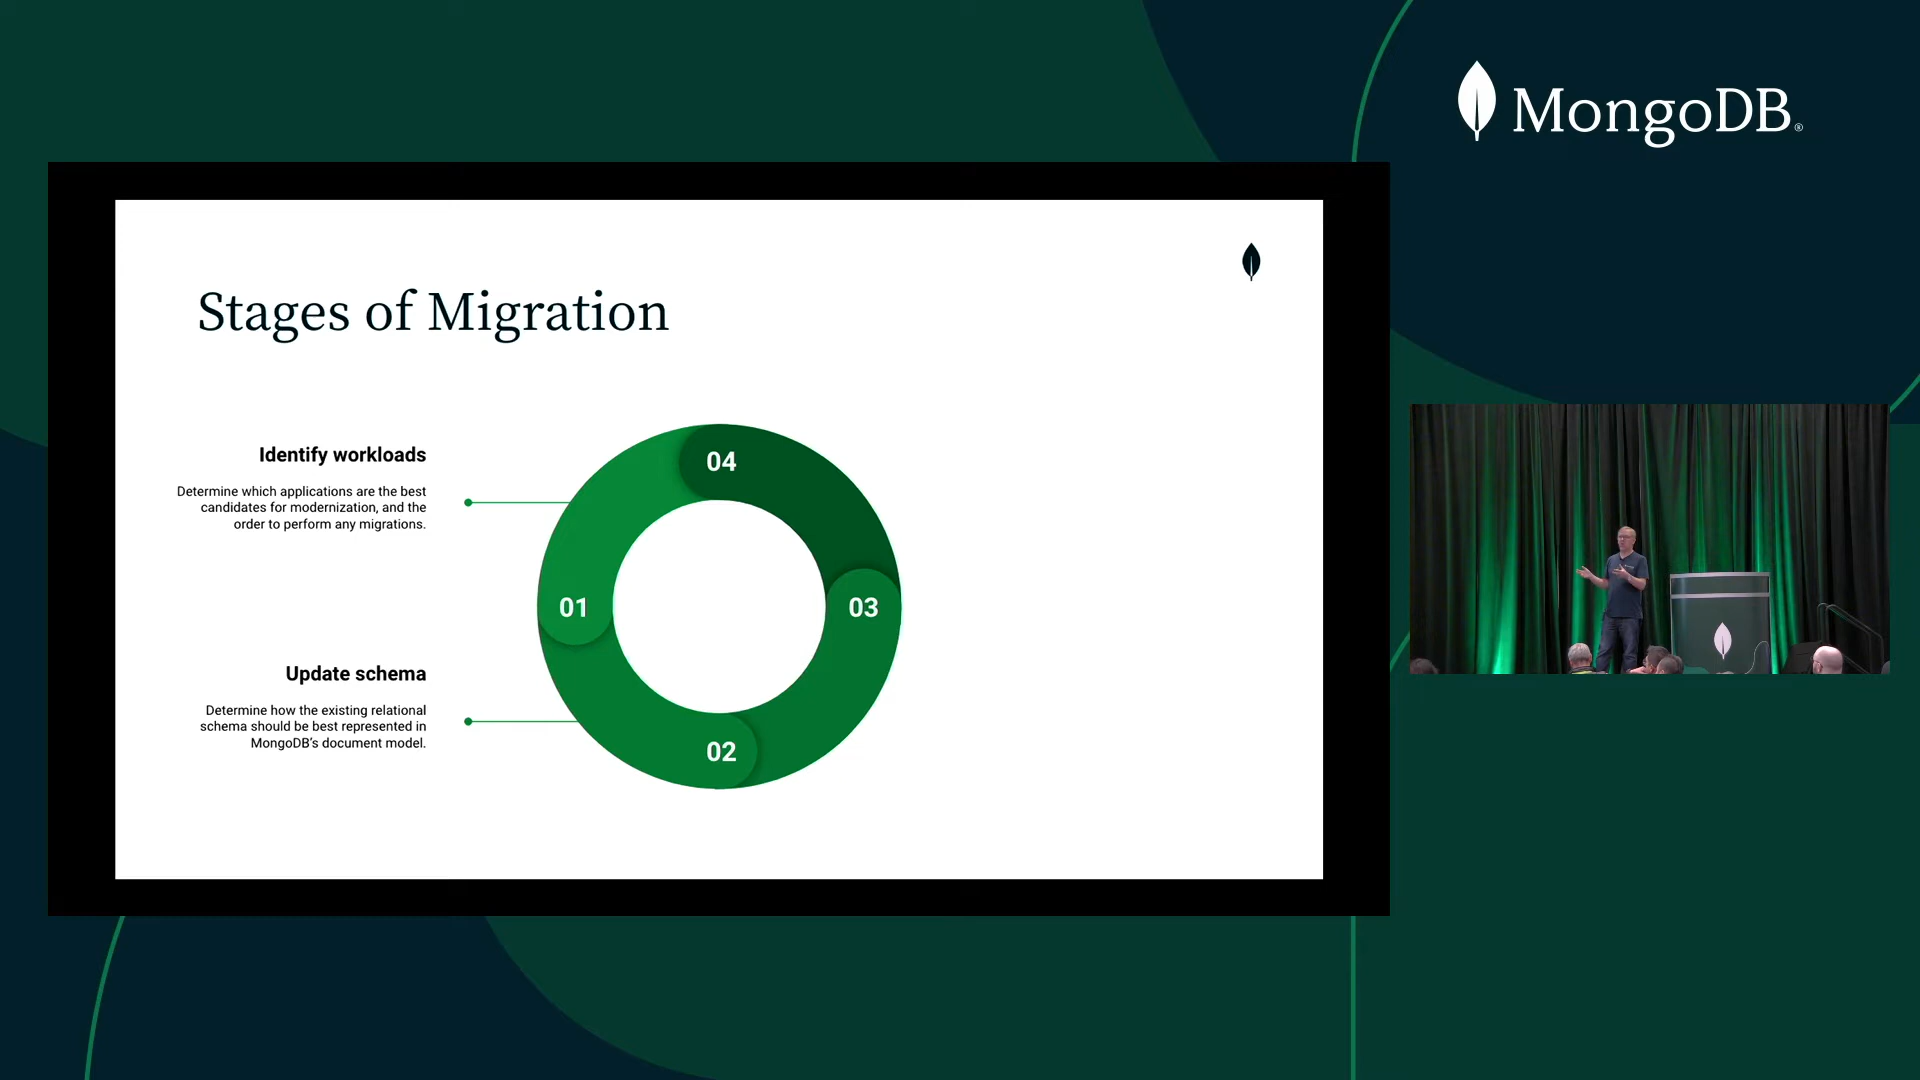 MongoDB®
Stages of Migration
Identify workloads
Determine which applications are the best
candidates for modernization, and the
order to perform any migrations.
Update schema
Determine how the existing relational
schema should be best represented in
MongoDB's document model.
04
01
03
02